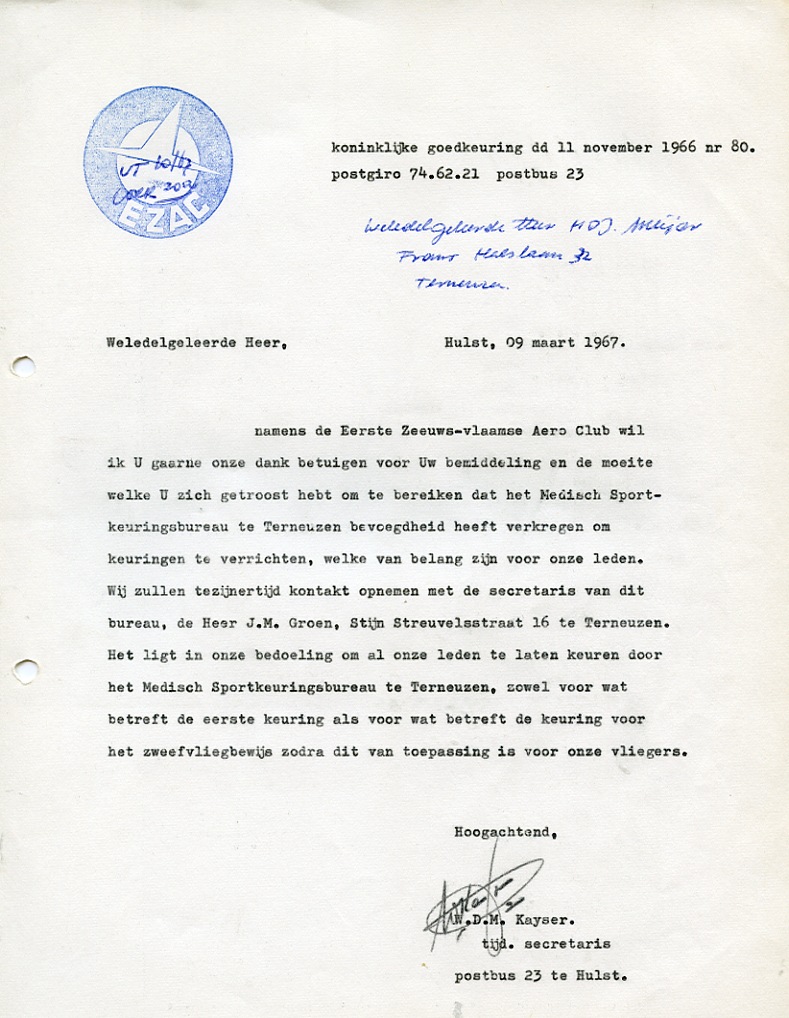 koninklijke goedkeuring dd 11 november 1966 nr 80.
postgiro 74.62.21 postbus 23
EZAC
Weledelgeleerde Heer HDJ. Meijer
Frans Halslaan 32
Terneuzen.
Weledelgeleerde Heer,
Hulst, 09 maart 1967.
namens de Eerste Zeeuws-vlaamse Aero Club wil
ik U gaarne onze dank betuigen voor Uw bemiddeling en de moeite
welke U zich getroost hebt om te bereiken dat het Medisch Sport-
keuringsbureau te Terneuzen bevoegdheid heeft verkregen om
keuringen te verrichten, welke van belang zijn voor onze leden.
Wij zullen tezijnertijd kontakt opnemen met de secretaris van dit
bureau, de Heer J.M. Groen, Stijn Streuvelsstraat 16 te Terneuzen.
Het ligt in onze bedoeling om al onze leden te laten keuren door
het Medisch Sportkeuringsbureau te Terneuzen, zowel voor wat
betreft de eerste keuring als voor wat betreft de keuring voor
het zweefvliegbewijs zodra dit van toepassing is voor onze vliegers.
Hoogachtend,
W.D.M. Kayser.
tijd. secretaris
postbus 23 te Hulst.